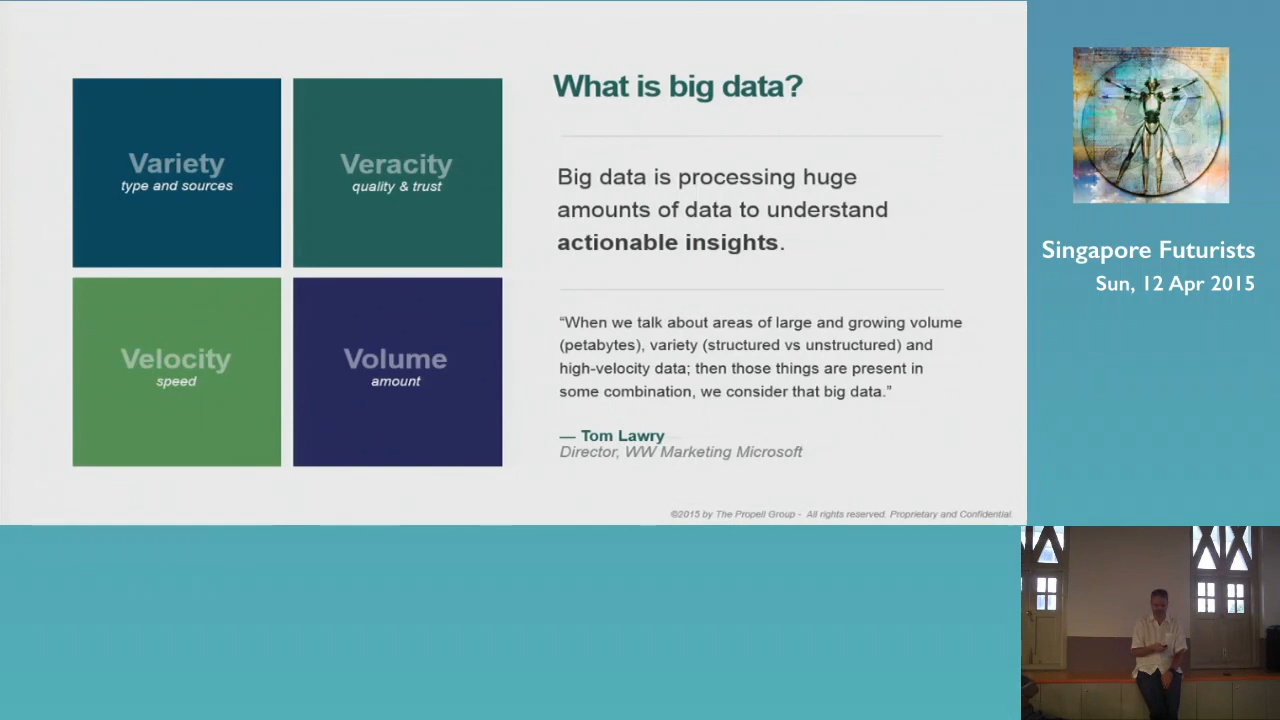 Variety
type and sources
Veracity
quality & trust
Velocity
speed
Volume
amount
What is big data?
Big data is processing huge
amounts of data to understand
actionable insights.
“When we talk about areas of large and growing volume
(petabytes), variety (structured vs unstructured) and
high-velocity data; then those things are present in
some combination, we consider that big data.”
— Tom Lawry
Director, WW Marketing Microsoft
©2015 by The Propell Group - All rights reserved. Proprietary and Confidential.
Singapore Futurists
Sun, 12 Apr 2015